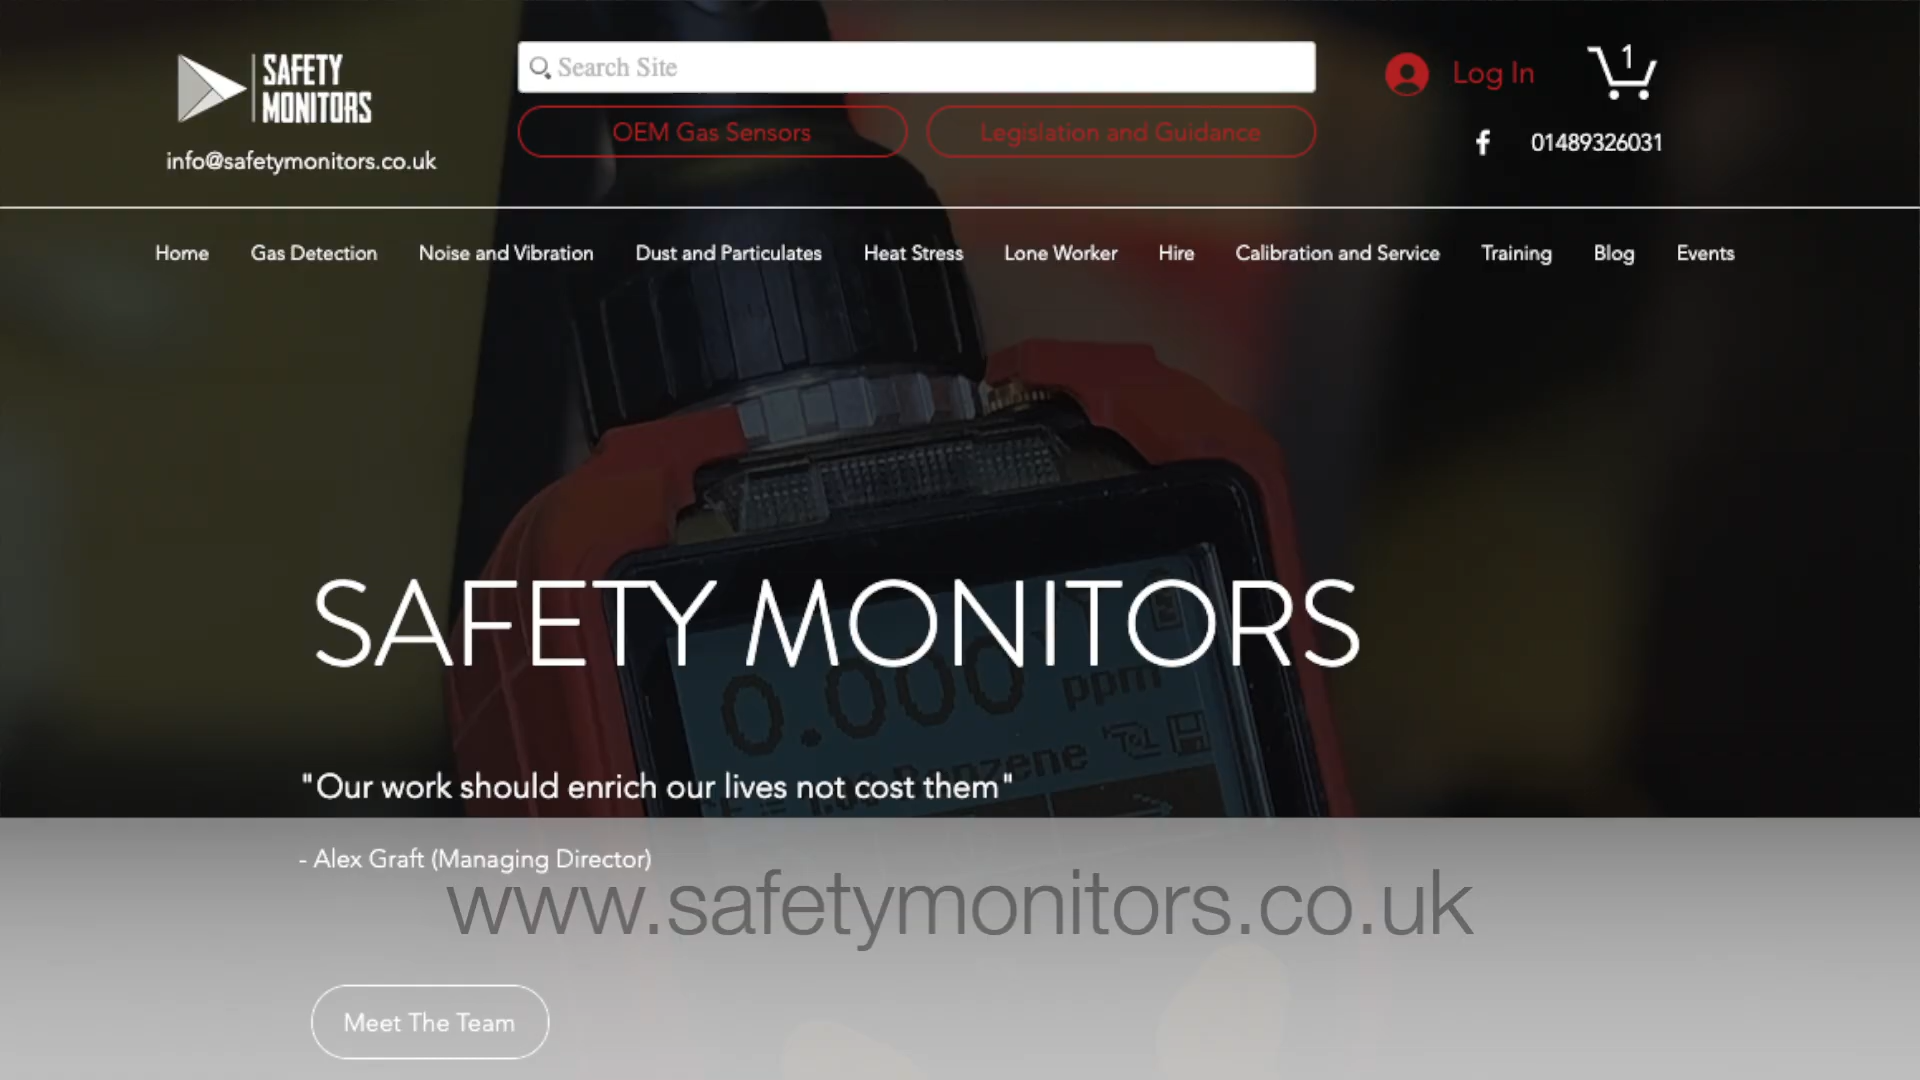 SAFETY
MONITORS
info@safetymonitors.co.uk
Search Site
OEM Gas Sensors
Legislation and Guidance
Log In
1
01489326031
Home
Gas Detection
Noise and Vibration
Dust and Particulates
Heat Stress
Lone Worker
Hire
Calibration and Service
Training
Blog
Events
SAFETY MONITORS
0.000 ppm
Benzene
"Our work should enrich our lives not cost them"
- Alex Graft (Managing Director)
www.safetymonitors.co.uk
Meet The Team